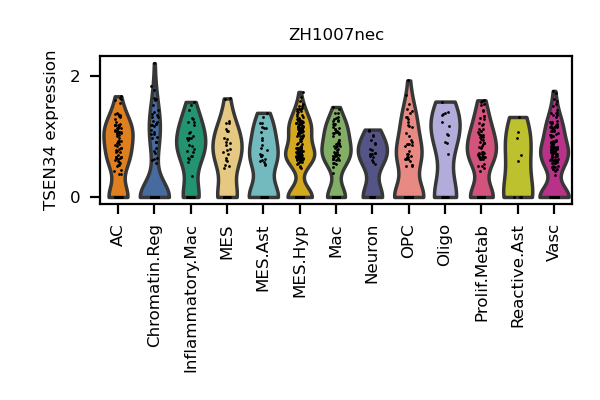 ZH1007nec
TSEN34 expression
2
0
AC
Chromatin.Reg
Inflammatory.Mac
MES
MES.Ast
MES.Hyp
Mac
Neuron
OPC
Oligo
Prolif.Metab
Reactive.Ast
Vasc